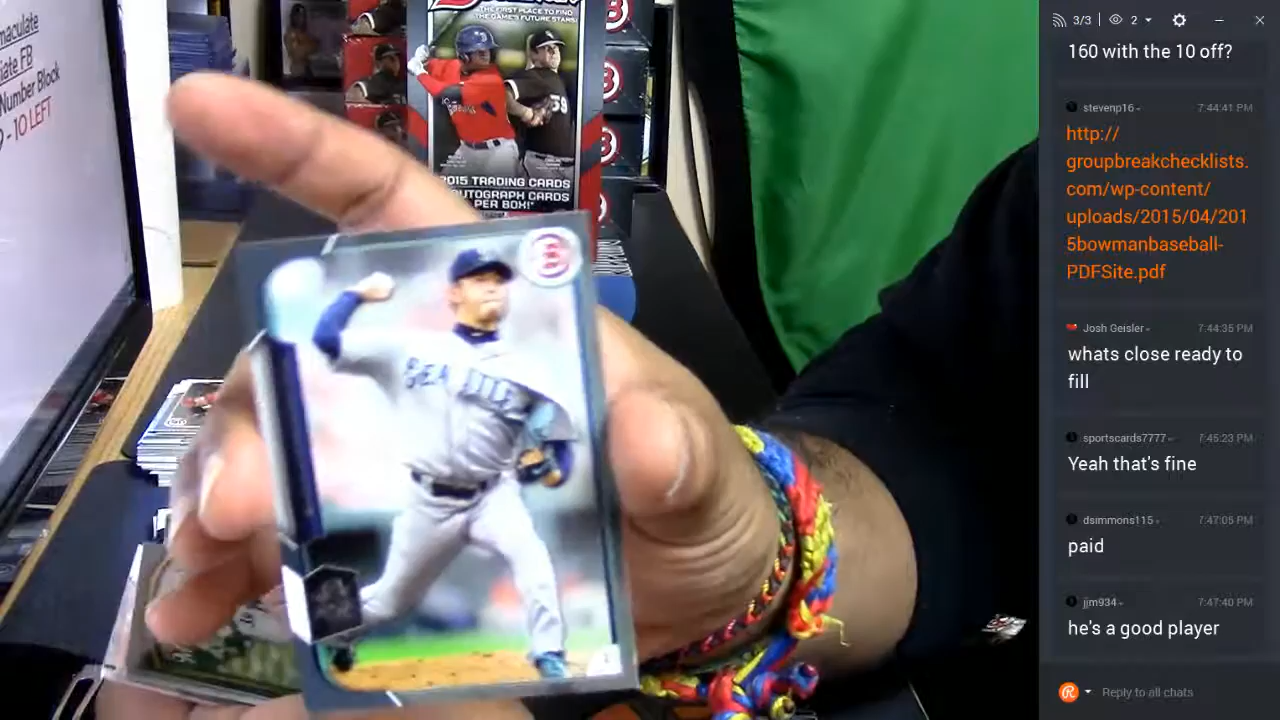 maculate
iate FB
Number Block
- 10 LEFT
THE FIRST PLACE TO FIND
THE GAME'S FUTURE STARS!
2015 TRADING CARDS
AUTOGRAPH CARDS
PER BOX!
SEATTLE
B
3/3
2
160 with the 10 off?
stevenp16
7:44:41 PM
http://
groupbreakchecklists.
com/wp-content/
uploads/2015/04/201
5bowmanbaseball-
PDFSite.pdf
Josh Geisler
7:44:35 PM
whats close ready to
fill
sportscards7777
7:45:23 PM
Yeah that's fine
dsimmons115
7:47:05 PM
paid
jjm934
7:47:40 PM
he's a good player
Reply to all chats